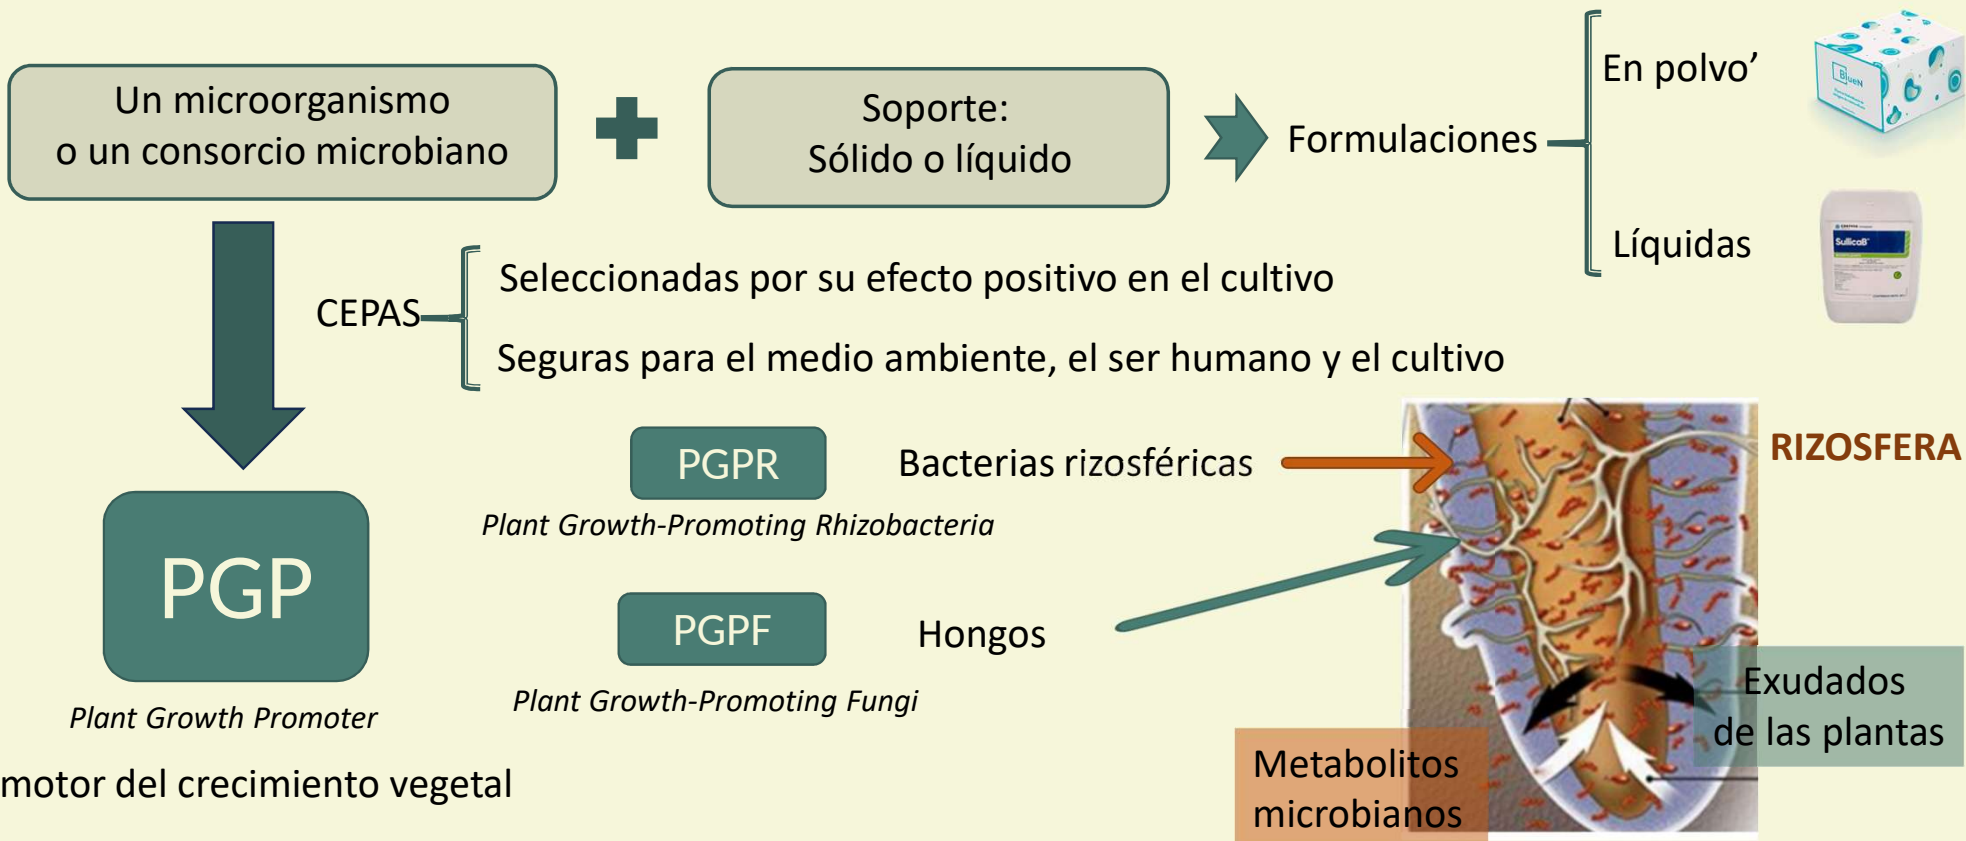 Un microorganismo
o un consorcio microbiano
Soporte:
Sólido o líquido
Formulaciones
En polvo’
BlueN
Líquidas
SullicaB
CEPAS
Seleccionadas por su efecto positivo en el cultivo
Seguras para el medio ambiente, el ser humano y el cultivo
PGP
Plant Growth Promoter
motor del crecimiento vegetal
PGPR
Bacterias rizosféricas
Plant Growth-Promoting Rhizobacteria
PGPF
Hongos
Plant Growth-Promoting Fungi
RIZOSFERA
Exudados
de las plantas
Metabolitos
microbianos